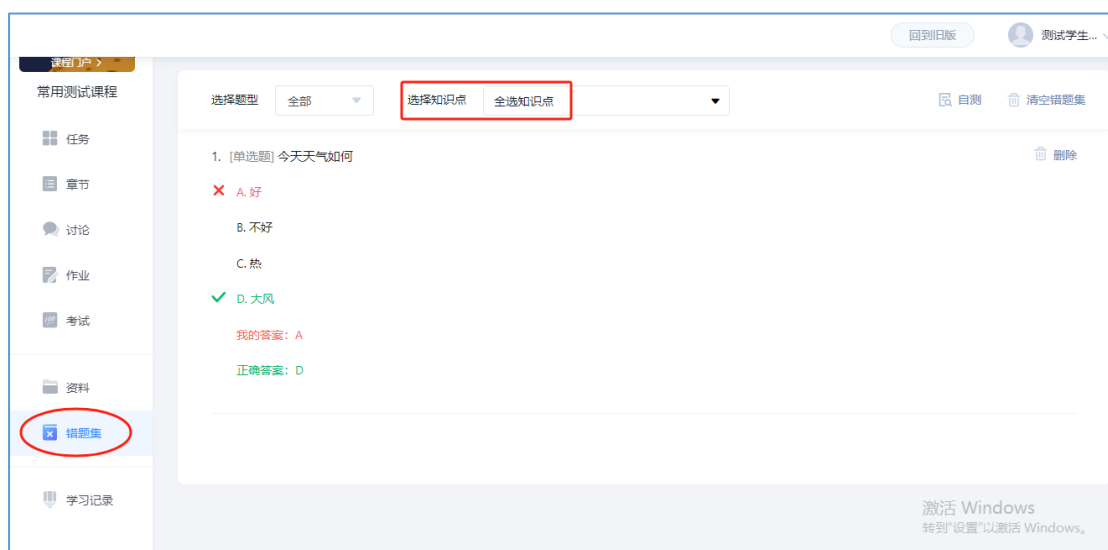 回到旧版
测试学生...
课程门户 >
常用测试课程
选择题型 全部 选择知识点 全选知识点 自测 清空错题集
任务
1. [单选题] 今天天气如何 删除
章节
A. 好
讨论
B. 不好
C. 热
作业
D. 大风
考试
我的答案：A
正确答案：D
资料
错题集
学习记录
激活 Windows
转到"设置"以激活 Windows。